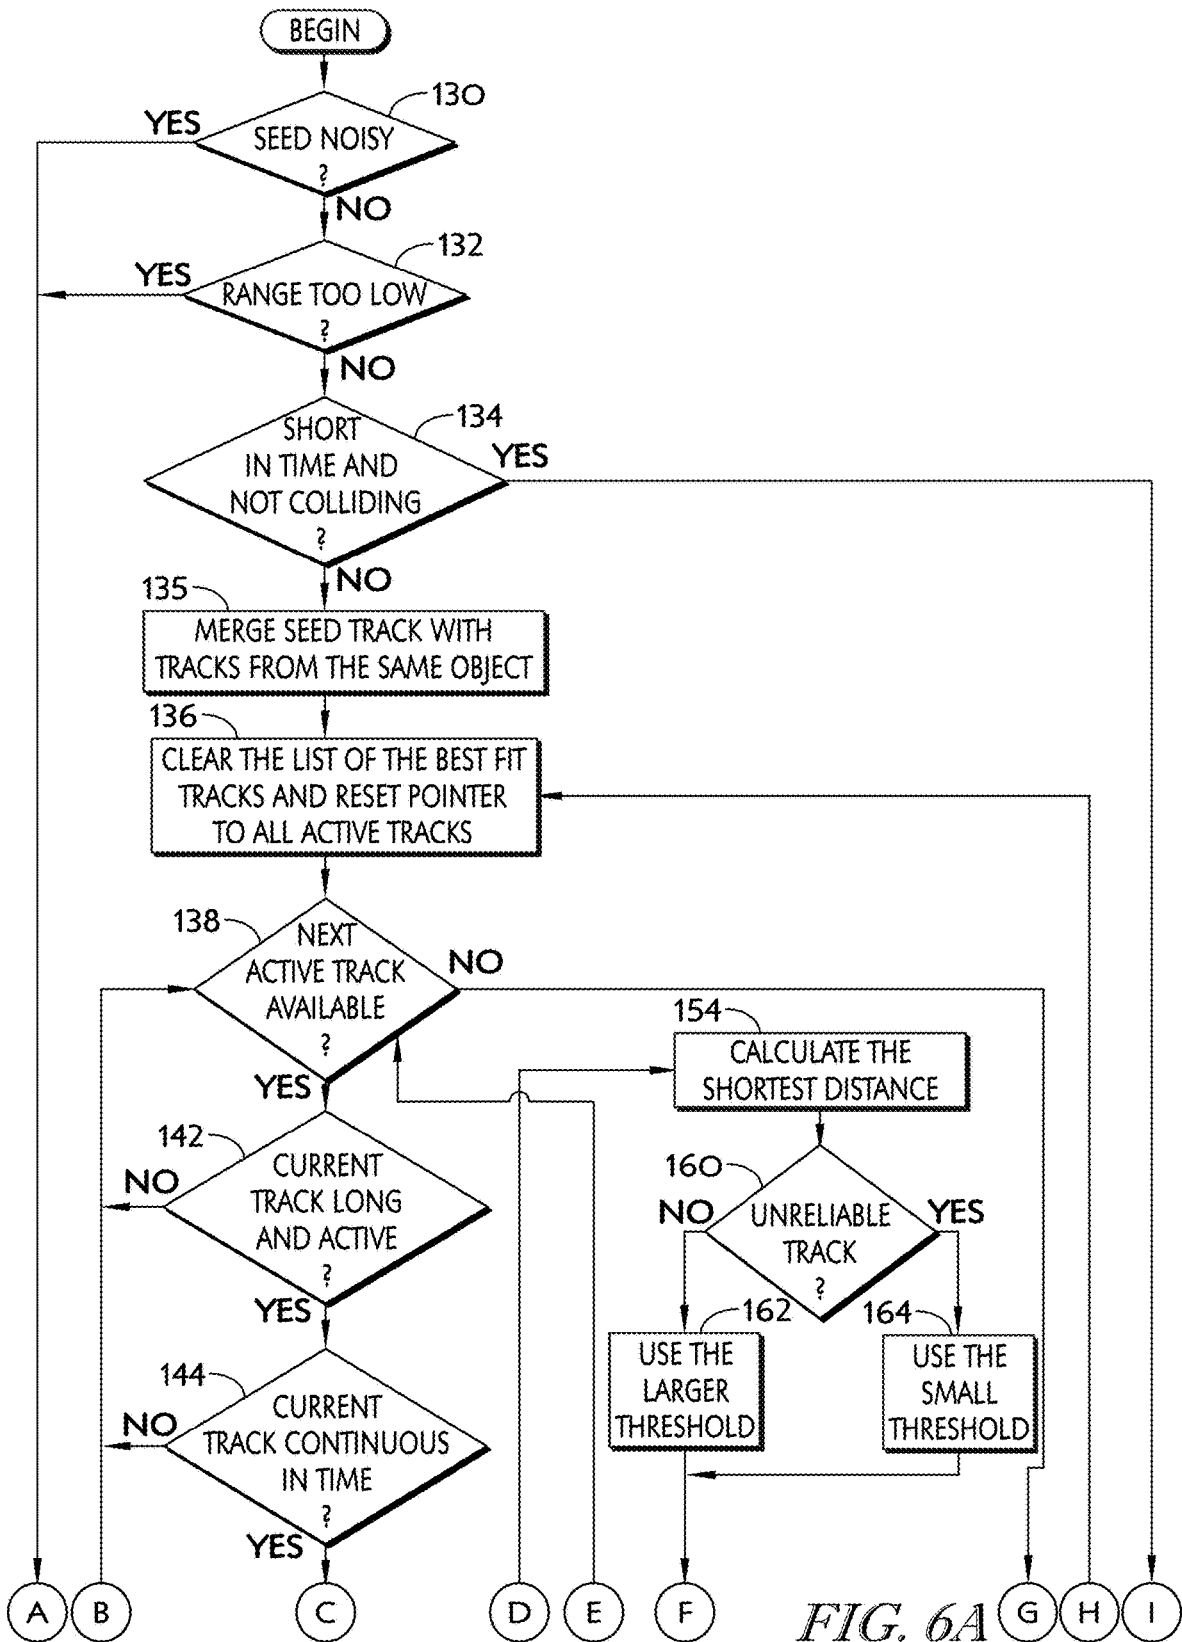 BEGIN
130
YES
SEED NOISY
?
NO
132
YES
RANGE TOO LOW
?
NO
134
SHORT
IN TIME AND
NOT COLLIDING
?
YES
NO
135
MERGE SEED TRACK WITH
TRACKS FROM THE SAME OBJECT
136
CLEAR THE LIST OF THE BEST FIT
TRACKS AND RESET POINTER
TO ALL ACTIVE TRACKS
138
NEXT
ACTIVE TRACK
AVAILABLE
?
NO
YES
142
CURRENT
TRACK LONG
AND ACTIVE
?
NO
YES
144
CURRENT
TRACK CONTINUOUS
IN TIME
?
NO
YES
154
CALCULATE THE
SHORTEST DISTANCE
160
UNRELIABLE
TRACK
?
NO
YES
162
USE THE
LARGER
THRESHOLD
164
USE THE
SMALL
THRESHOLD
A
B
C
D
E
F
G
H
I
FIG. 6A